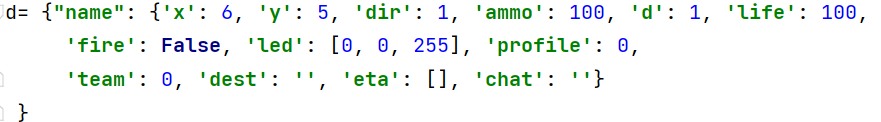 d= {"name": {'x': 6, 'y': 5, 'dir': 1, 'ammo': 100, 'd': 1, 'life': 100,
'fire': False, 'led': [0, 0, 255], 'profile': 0,
'team': 0, 'dest': '', 'eta': [], 'chat': ''}
}